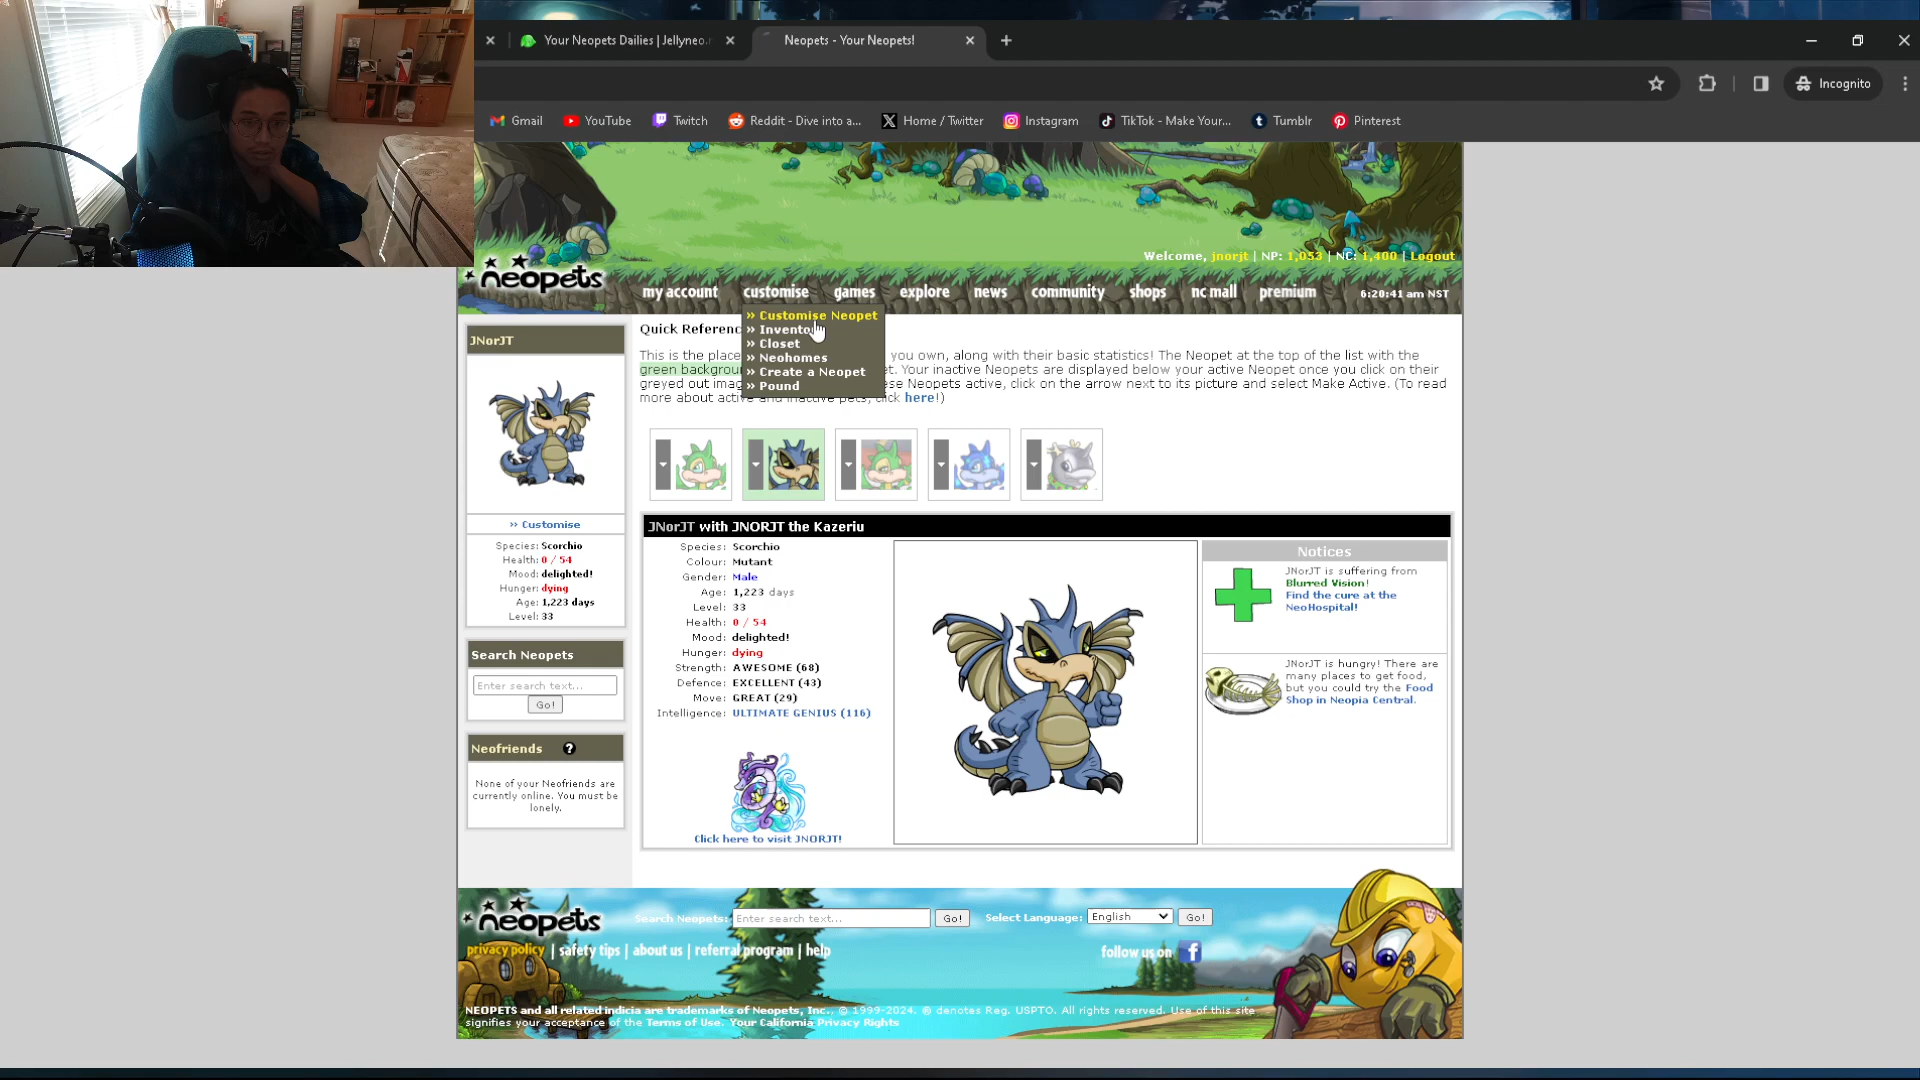 Your Neopets Dailies | Jellyneo.n
Neopets - Your Neopets!
Incognito
Gmail
YouTube
Twitch
Reddit - Dive into a...
Home / Twitter
Instagram
TikTok - Make Your...
Tumblr
Pinterest
Welcome, jnorjt | NP: 1,053 | NC: 1,400 | Logout
neopets
my account
customise
games
explore
news
community
shops
nc mall
premium
6:20:41 am NST
» Customise Neopet
» Invento
» Closet
» Neohomes
» Create a Neopet
» Pound
JNorJT
» Customise
Species: Scorchio
Health: 0 / 54
Mood: delighted!
Hunger: dying
Age: 1,223 days
Level: 33
Search Neopets
Enter search text...
Go!
Neofriends ?
None of your Neofriends are
currently online. You must be
lonely.
Quick Referenc
This is the place you own, along with their basic statistics! The Neopet at the top of the list with the
green backgrou t. Your inactive Neopets are displayed below your active Neopet once you click on their
greyed out imag ese Neopets active, click on the arrow next to its picture and select Make Active. (To read
more about active and inactive pets, click here!)
JNorJT with JNORJT the Kazeriu
Species: Scorchio
Colour: Mutant
Gender: Male
Age: 1,223 days
Level: 33
Health: 0 / 54
Mood: delighted!
Hunger: dying
Strength: AWESOME (68)
Defence: EXCELLENT (43)
Move: GREAT (29)
Intelligence: ULTIMATE GENIUS (116)
Click here to visit JNORJT!
Notices
JNorJT is suffering from
Blurred Vision!
Find the cure at the
NeoHospital!
JNorJT is hungry! There are
many places to get food,
but you could try the Food
Shop in Neopia Central.
neopets
Search Neopets: Enter search text... Go!
Select Language: English Go!
privacy policy | safety tips | about us | referral program | help
follow us on f
NEOPETS and all related indicia are trademarks of Neopets, Inc., © 1999-2024. ® denotes Reg. USPTO. All rights reserved. Use of this site
signifies your acceptance of the Terms of Use. Your California Privacy Rights